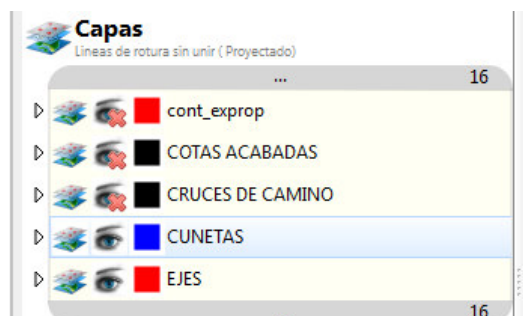 Capas
Lineas de rotura sin unir ( Proyectado)
... 16
cont_exprop
COTAS ACABADAS
CRUCES DE CAMINO
CUNETAS
EJES
16